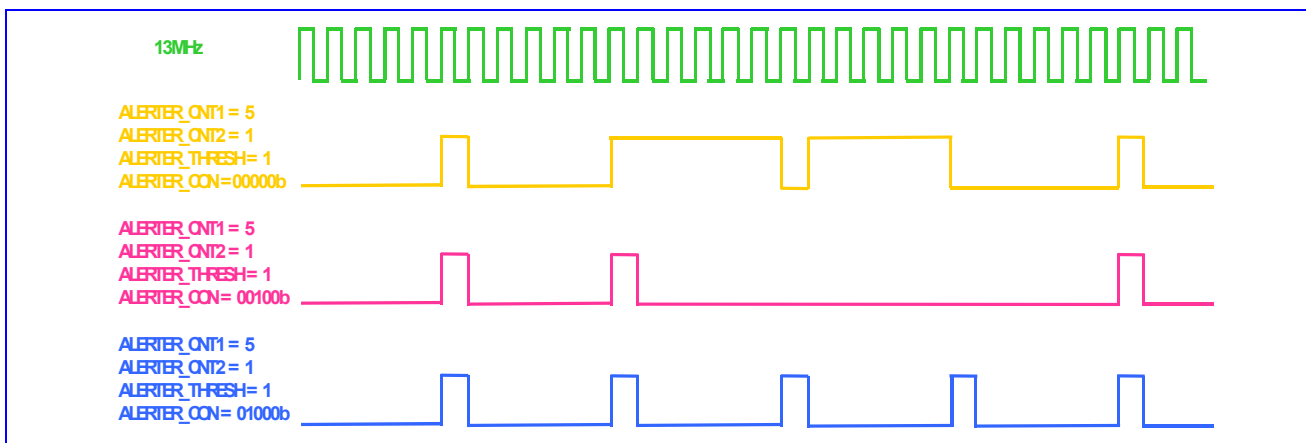 13MHz
ALERTER_CNT1 = 5
ALERTER_CNT2 = 1
ALERTER_THRESH = 1
ALERTER_CON = 00000b
ALERTER_CNT1 = 5
ALERTER_CNT2 = 1
ALERTER_THRESH = 1
ALERTER_CON = 00100b
ALERTER_CNT1 = 5
ALERTER_CNT2 = 1
ALERTER_THRESH = 1
ALERTER_CON = 01000b